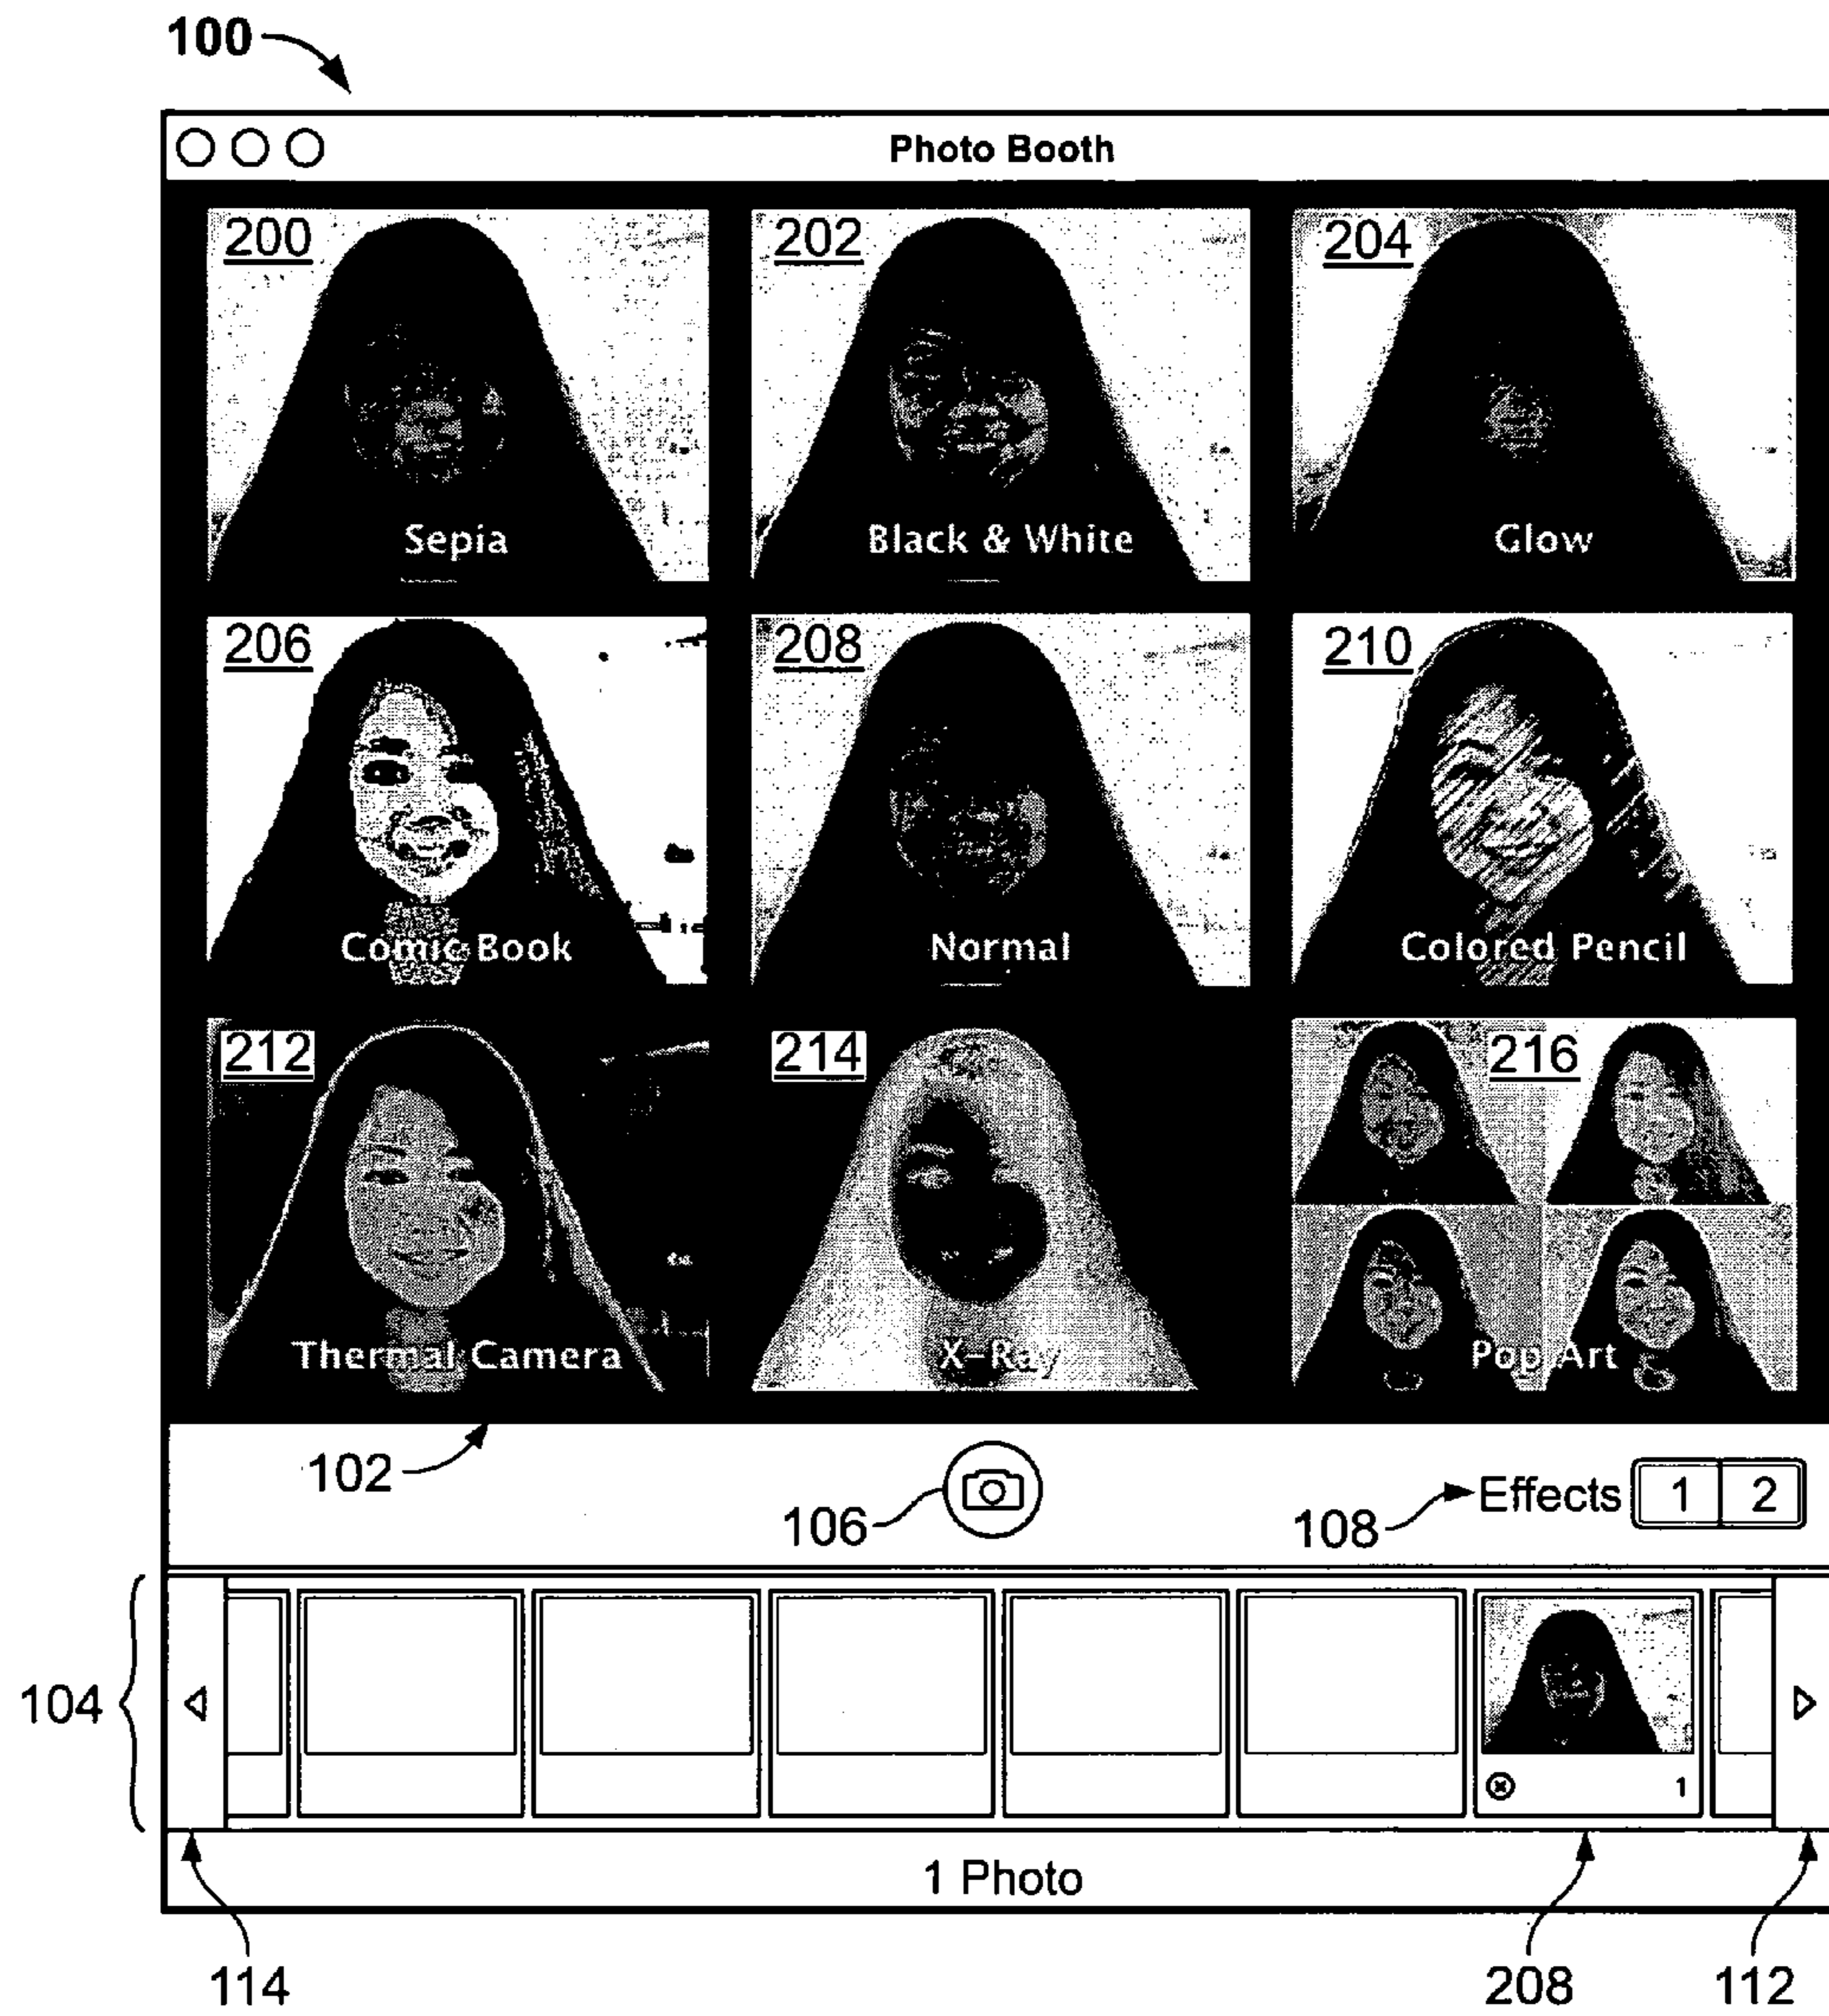 100
Photo Booth
200
202
204
Sepia
Black & White
Glow
206
208
210
Comic Book
Normal
Colored Pencil
212
214
216
Thermal Camera
X-Ray
Pop Art
102
106
108
Effects 1 2
104
1
1 Photo
114
208
112